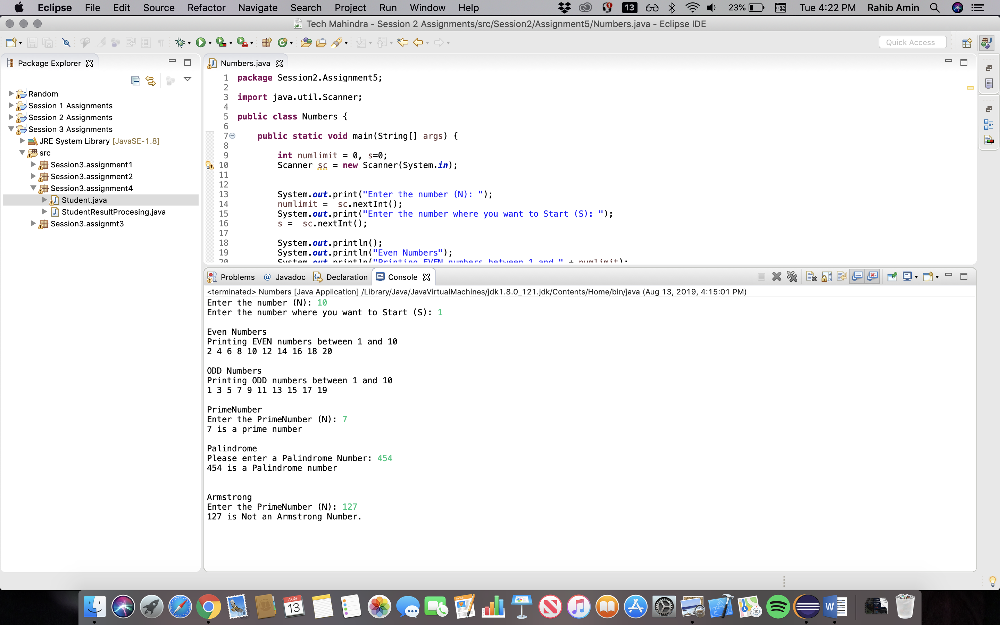 Eclipse File Edit Source Refactor Navigate Search Project Run Window Help 13 23% Tue 4:22 PM Rahib Amin
Tech Mahindra - Session 2 Assignments/src/Session2/Assignment5/Numbers.java - Eclipse IDE
Quick Access
Package Explorer
Random
Session 1 Assignments
Session 2 Assignments
Session 3 Assignments
JRE System Library [JavaSE-1.8]
src
Session3.assignment1
Session3.assignment2
Session3.assignment4
Student.java
StudentResultProcesing.java
Session3.assignmt3
Numbers.java
1 package Session2.Assignment5;
2
3 import java.util.Scanner;
4
5 public class Numbers {
6
7 public static void main(String[] args) {
8
9 int numlimit = 0, s=0;
10 Scanner sc = new Scanner(System.in);
11
12
13 System.out.print("Enter the number (N): ");
14 numlimit = sc.nextInt();
15 System.out.print("Enter the number where you want to Start (S): ");
16 s = sc.nextInt();
17
18 System.out.println();
19 System.out.println("Even Numbers");
20 System.out.println("Printing EVEN numbers between 1 and " + numlimit);
Problems Javadoc Declaration Console
<terminated> Numbers [Java Application] /Library/Java/JavaVirtualMachines/jdk1.8.0_121.jdk/Contents/Home/bin/java (Aug 13, 2019, 4:15:01 PM)
Enter the number (N): 10
Enter the number where you want to Start (S): 1
Even Numbers
Printing EVEN numbers between 1 and 10
2 4 6 8 10 12 14 16 18 20
ODD Numbers
Printing ODD numbers between 1 and 10
1 3 5 7 9 11 13 15 17 19
PrimeNumber
Enter the PrimeNumber (N): 7
7 is a prime number
Palindrome
Please enter a Palindrome Number: 454
454 is a Palindrome number
Armstrong
Enter the PrimeNumber (N): 127
127 is Not an Armstrong Number.
AUG
13
PAGES
3D
W